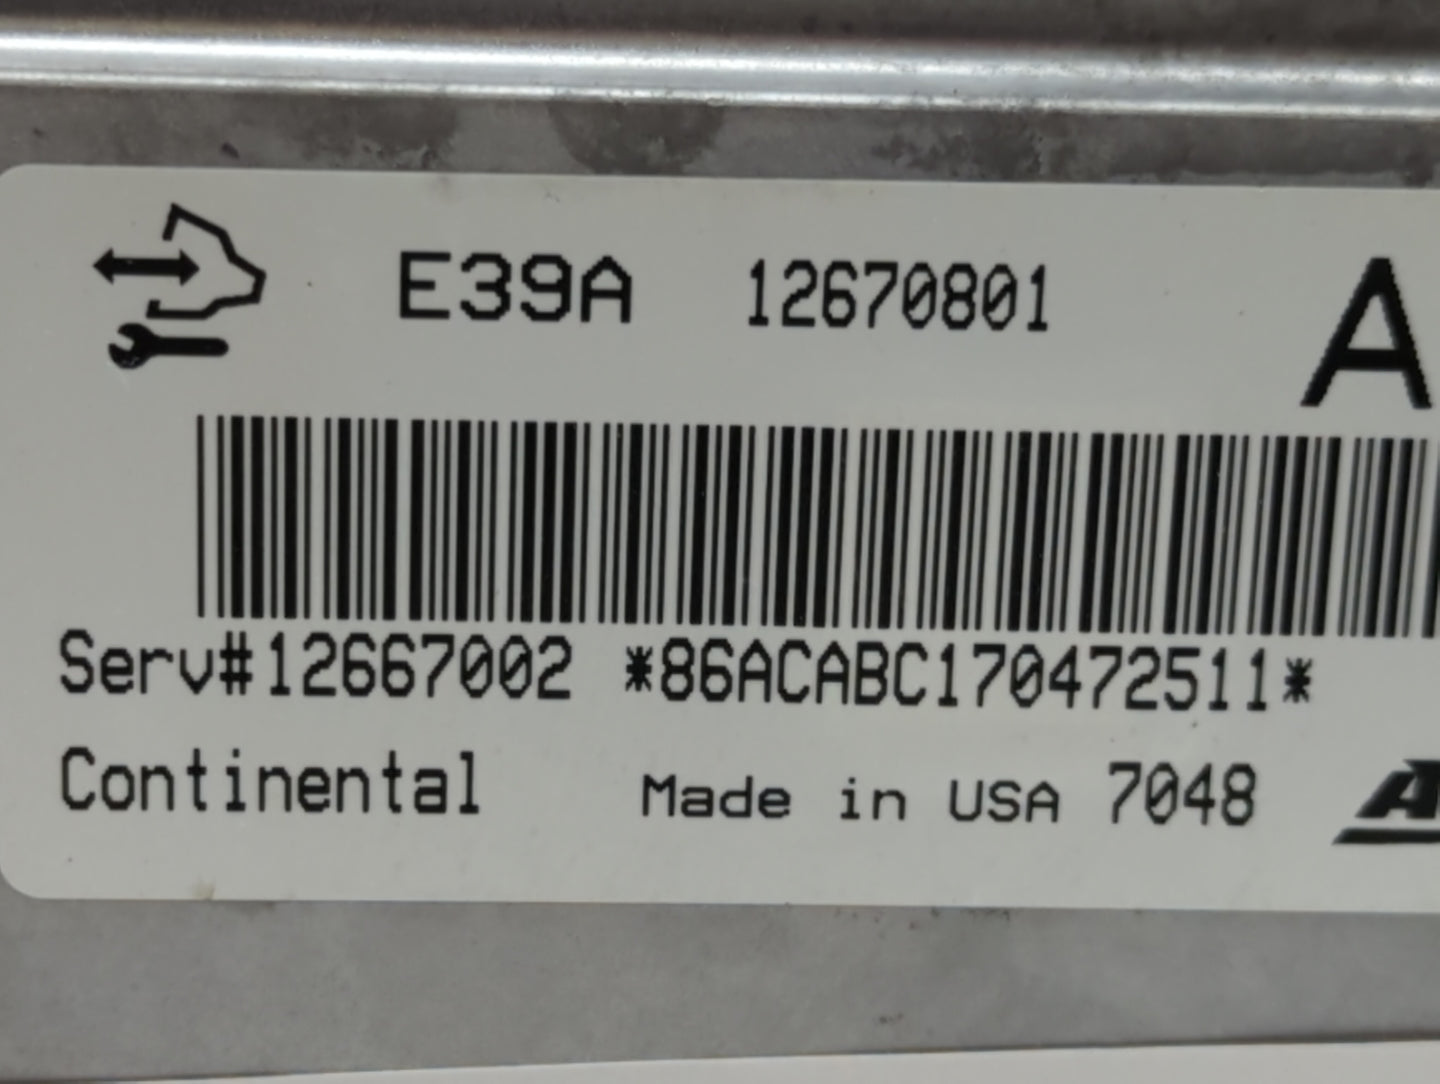 E39A 12670801 A
Serv#12667002 *86ACABC170472511*
Continental Made in USA 7048